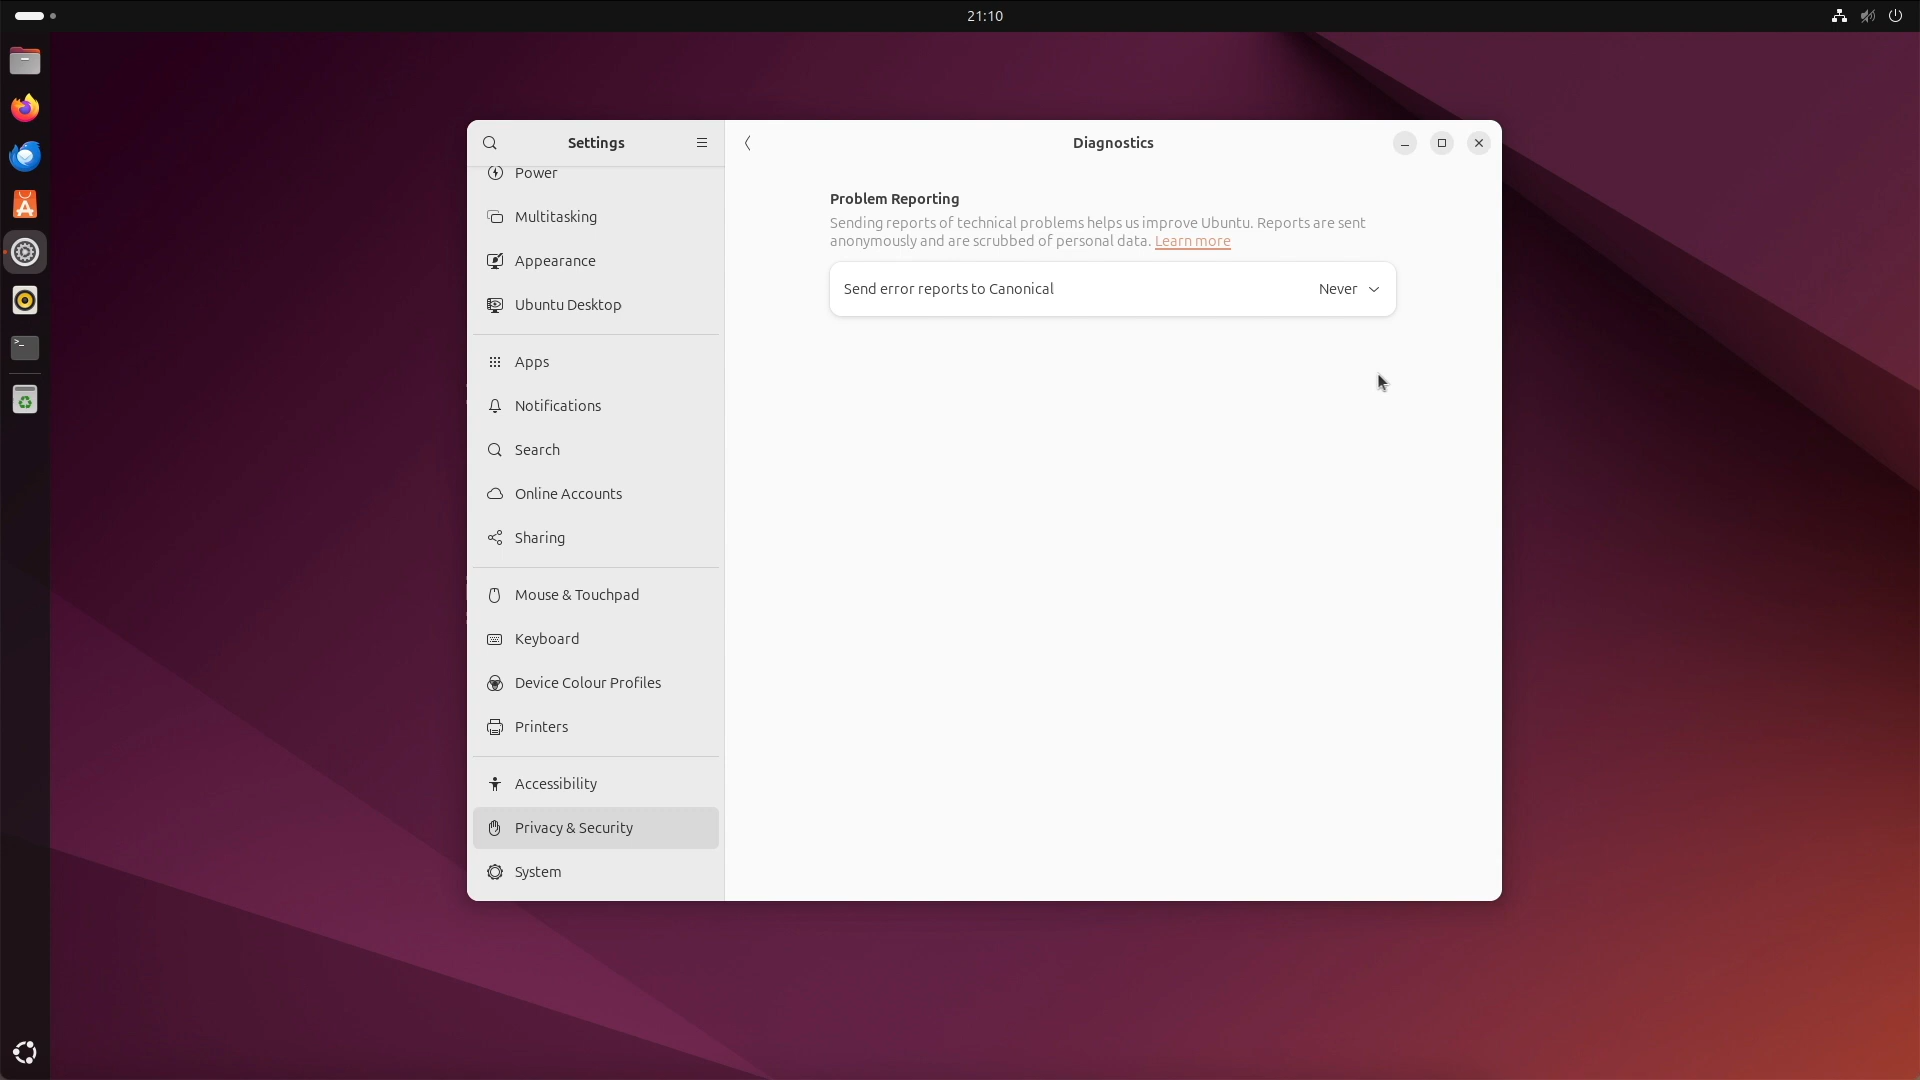 21:10
Settings
Power
Multitasking
Appearance
Ubuntu Desktop
Apps
Notifications
Search
Online Accounts
Sharing
Mouse & Touchpad
Keyboard
Device Colour Profiles
Printers
Accessibility
Privacy & Security
System
Diagnostics
Problem Reporting
Sending reports of technical problems helps us improve Ubuntu. Reports are sent
anonymously and are scrubbed of personal data. Learn more
Send error reports to Canonical Never